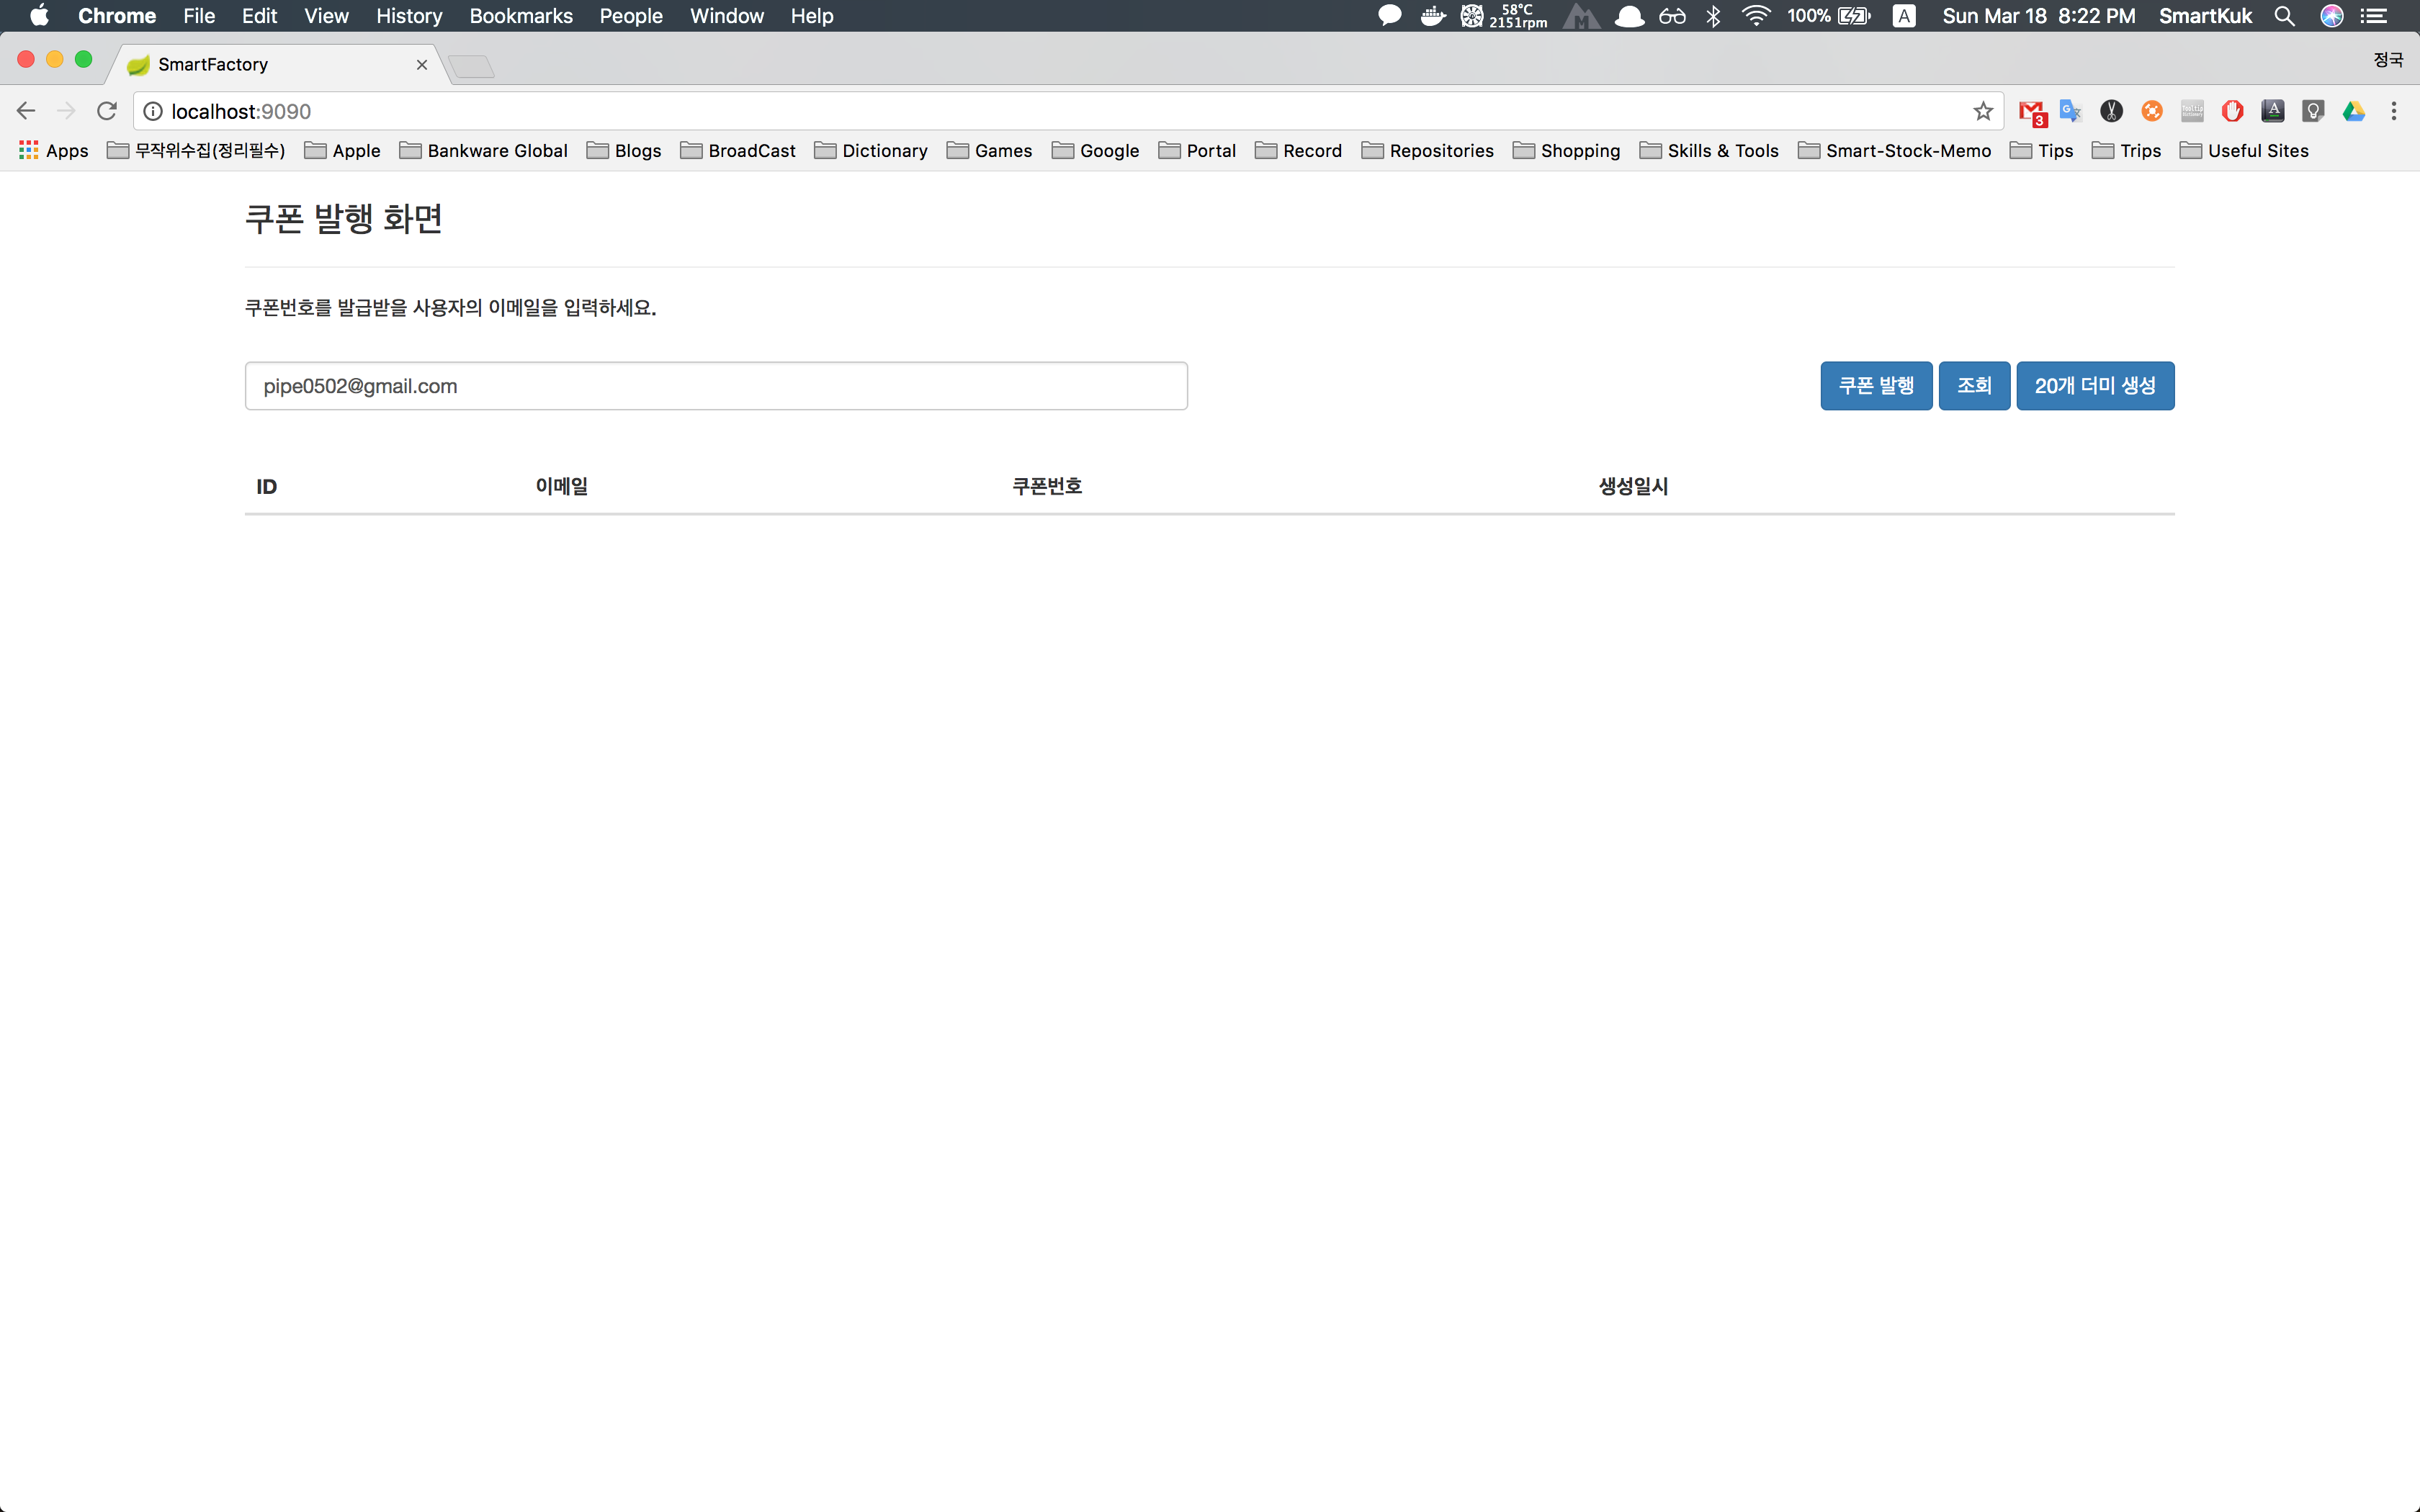 Chrome File Edit View History Bookmarks People Window Help 58°C 2151rpm 100% A Sun Mar 18 8:22 PM SmartKuk
SmartFactory 정국
localhost:9090 3
Apps 무작위수집(정리필수) Apple Bankware Global Blogs BroadCast Dictionary Games Google Portal Record Repositories Shopping Skills & Tools Smart-Stock-Memo Tips Trips Useful Sites
쿠폰 발행 화면
쿠폰번호를 발급받을 사용자의 이메일을 입력하세요.
pipe0502@gmail.com 쿠폰 발행 조회 20개 더미 생성
ID 이메일 쿠폰번호 생성일시